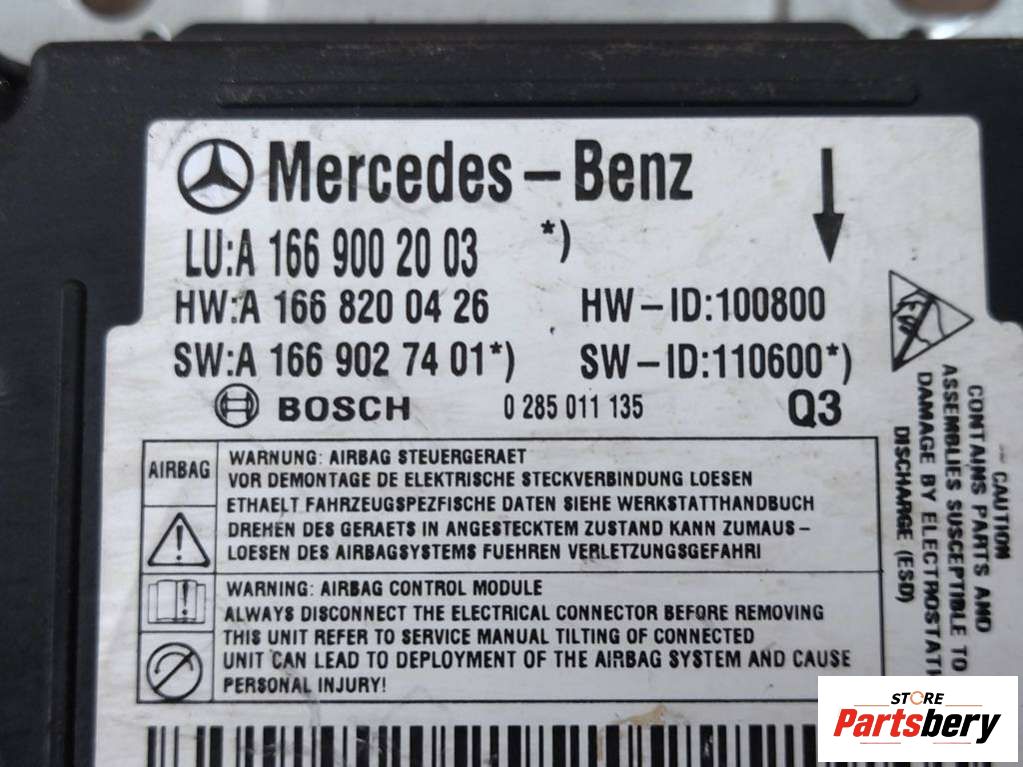 Mercedes-Benz
LU:A 166 900 20 03 *)
HW:A 166 820 04 26 HW-ID:100800
SW:A 166 902 74 01*) SW-ID:110600*)
BOSCH 0 285 011 135 Q3
AIRBAG
WARNUNG: AIRBAG STEUERGERAET
VOR DEMONTAGE DE ELEKTRISCHE STECKVERBINDUNG LOESEN
ETHAELT FAHRZEUGSPEZFISCHE DATEN SIEHE WERKSTATTHANDBUCH
DREHEN DES GERAETS IN ANGESTECKTEM ZUSTAND KANN ZUMAUS-
LOESEN DES AIRBAGSYSTEMS FUEHREN VERLETZUNGSGEFAHR!
WARNING: AIRBAG CONTROL MODULE
ALWAYS DISCONNECT THE ELECTRICAL CONNECTOR BEFORE REMOVING
THIS UNIT REFER TO SERVICE MANUAL TILTING OF CONNECTED
UNIT CAN LEAD TO DEPLOYMENT OF THE AIRBAG SYSTEM AND CAUSE
PERSONAL INJURY!
CAUTION
CONTAINS PARTS AMD
ASSEMBLIES SUSCEPTIBLE TO
DAMAGE BY ELECTROSTATI
DISCHARGE (ESD)
STORE
Partsbery